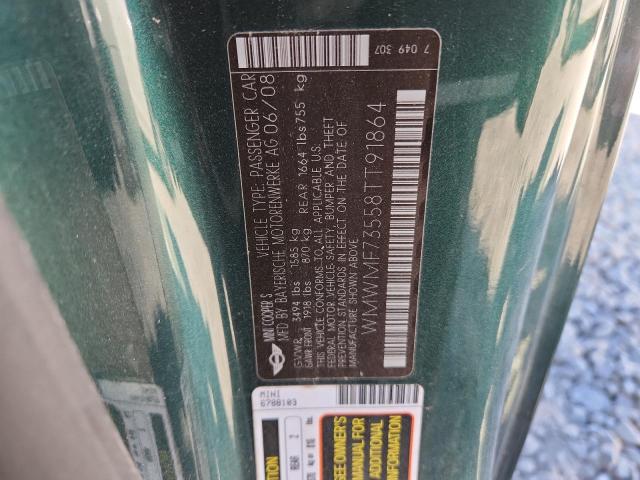 MINI COOPER S
VEHICLE TYPE: PASSENGER CAR
MFD BY BAYERISCHE MOTORENWERKE AG 06/08
GVWR 3494 lbs 1585 kg
GAWR FRONT 1918 lbs 870 kg REAR 1664 lbs 755 kg
THIS VEHICLE CONFORMS TO ALL APPLICABLE U.S.
FEDERAL MOTOR VEHICLE SAFETY, BUMPER AND THEFT
PREVENTION STANDARDS IN EFFECT ON THE DATE OF
MANUFACTURE SHOWN ABOVE
WMWMF73558TT91864
7 049 307
MINI
6788103
REAR 2
SEE OWNER'S
MANUAL FOR
ADDITIONAL
INFORMATION